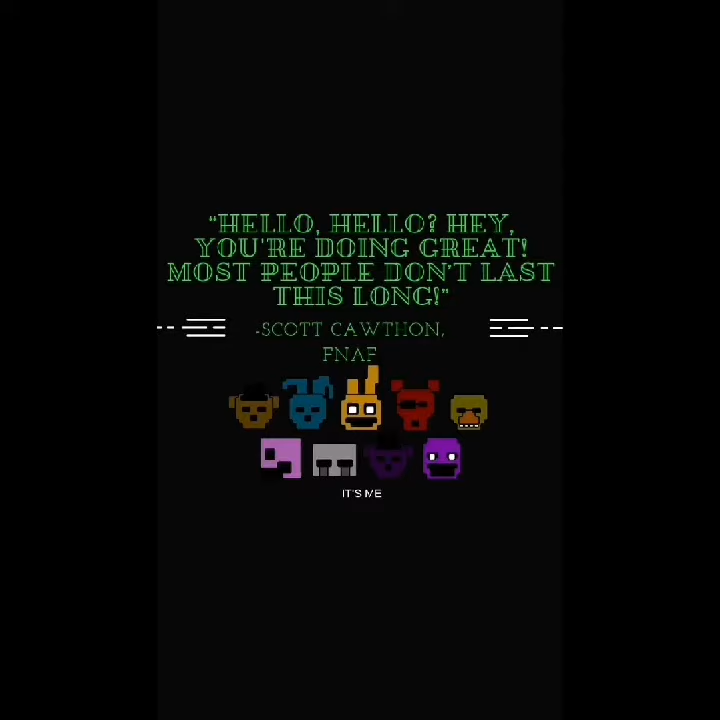 “HELLO, HELLO? HEY,
YOU'RE DOING GREAT!
MOST PEOPLE DON'T LAST
THIS LONG!”
-SCOTT CAWTHON,
FNAF
IT'S ME